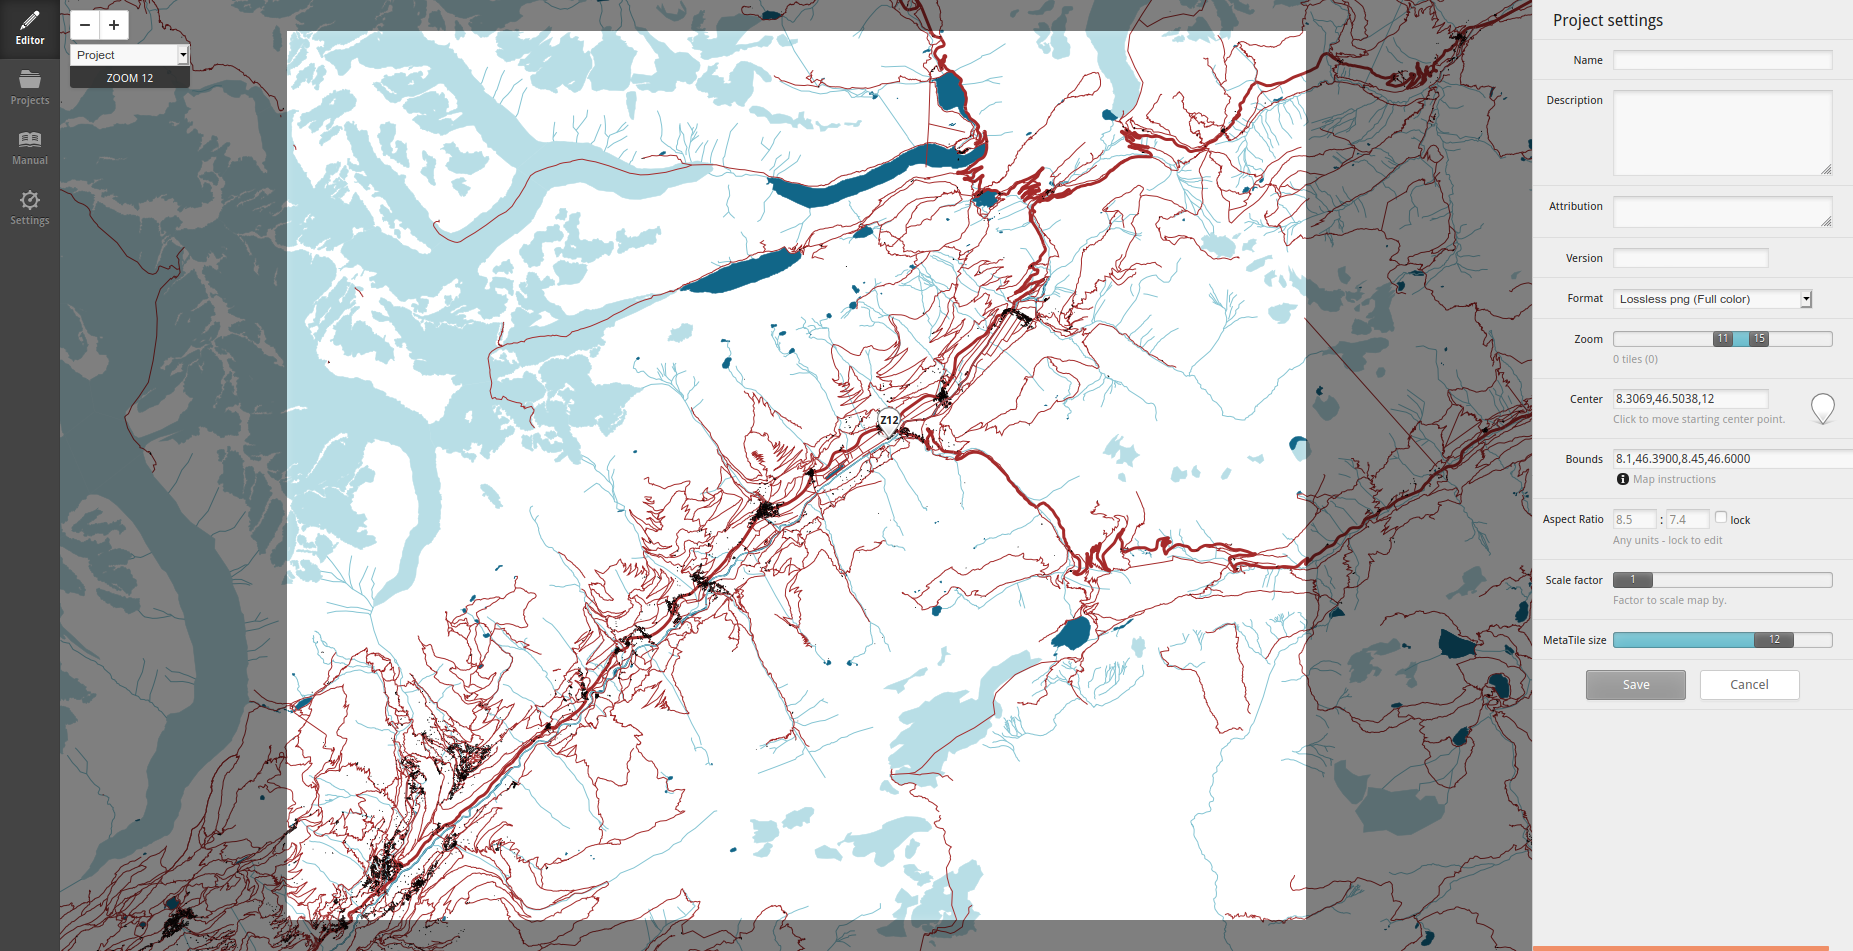 Editor
Projects
Manual
Settings
− +
Project
ZOOM 12
Z12
Project settings
Name
Description
Attribution
Version
Format Lossless png (Full color)
Zoom 11 15
0 tiles (0)
Center 8.3069,46.5038,12
Click to move starting center point.
Bounds 8.1,46.3900,8.45,46.6000
i Map instructions
Aspect Ratio 8.5 : 7.4 lock
Any units - lock to edit
Scale factor 1
Factor to scale map by.
MetaTile size 12
Save Cancel